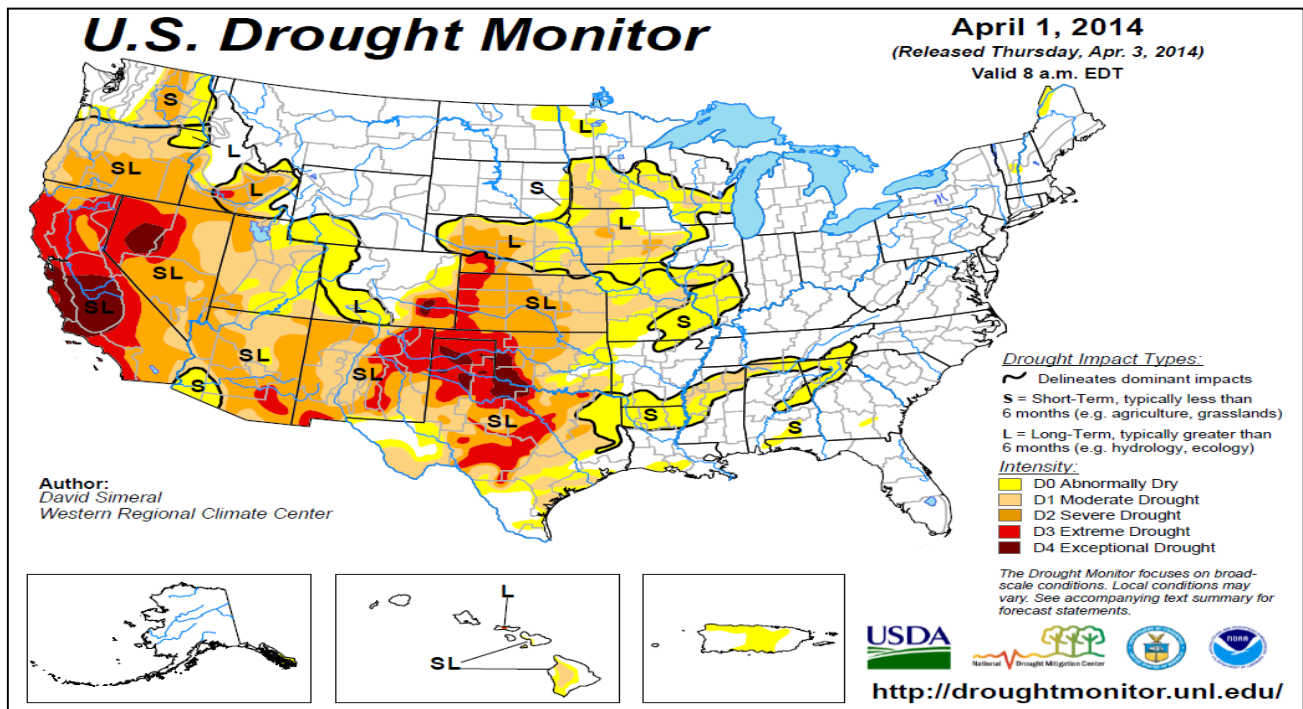 U.S. Drought Monitor
April 1, 2014
(Released Thursday, Apr. 3, 2014)
Valid 8 a.m. EDT
S
L
SL
L
S
L
L
L
SL
SL
SL
L
SL
S
SL
S
SL
SL
S
S
Drought Impact Types:
Delineates dominant impacts
S = Short-Term, typically less than
6 months (e.g. agriculture, grasslands)
L = Long-Term, typically greater than
6 months (e.g. hydrology, ecology)
Intensity:
D0 Abnormally Dry
D1 Moderate Drought
D2 Severe Drought
D3 Extreme Drought
D4 Exceptional Drought
Author:
David Simeral
Western Regional Climate Center
The Drought Monitor focuses on broad-
scale conditions. Local conditions may
vary. See accompanying text summary for
forecast statements.
L
SL
USDA
National Drought Mitigation Center
NOAA
http://droughtmonitor.unl.edu/